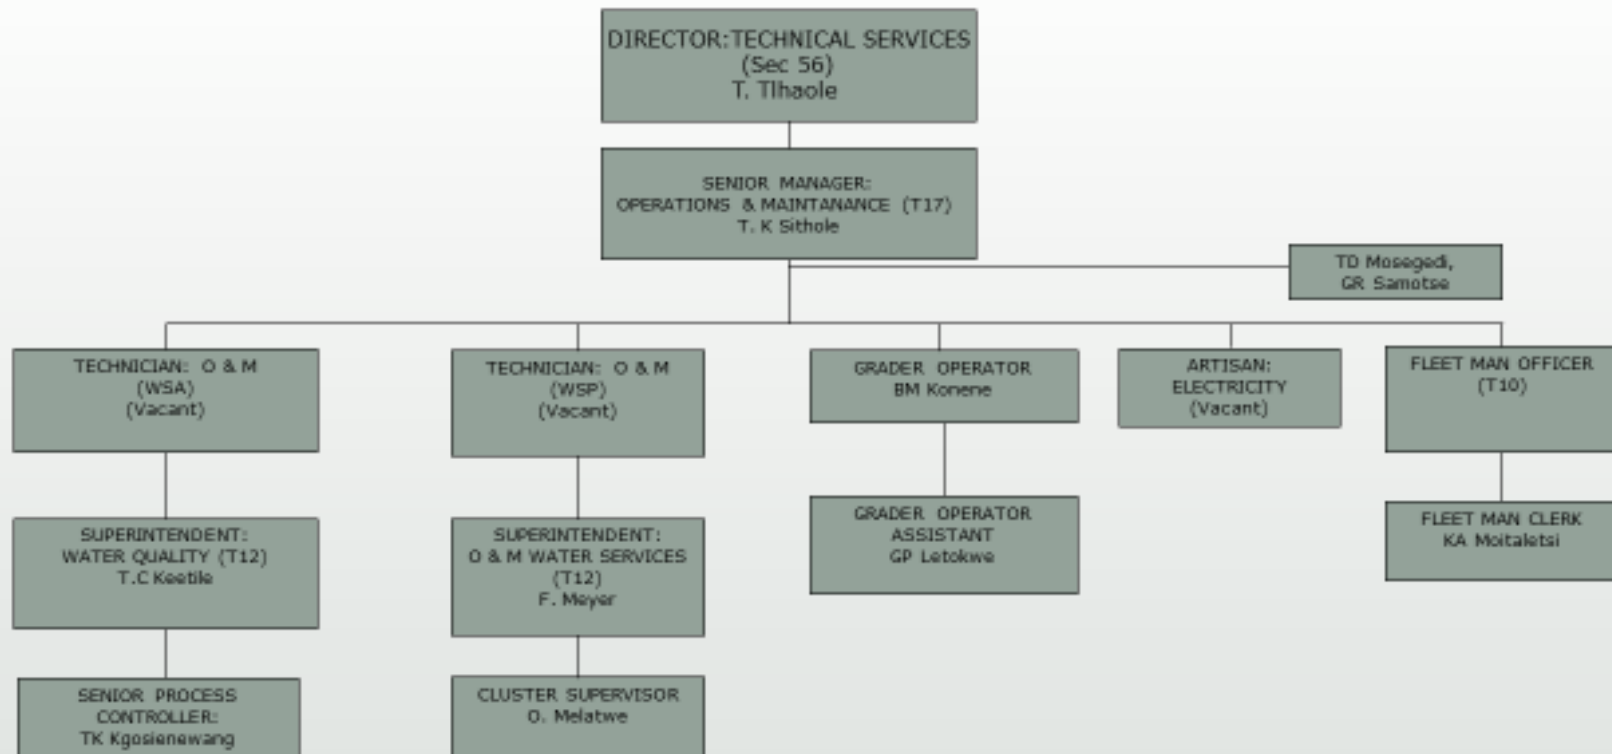 DIRECTOR:TECHNICAL SERVICES
(Sec 56)
T. Tlhaole
SENIOR MANAGER:
OPERATIONS & MAINTANANCE (T17)
T. K Sithole
TD Mosegedi,
GR Samotse
TECHNICIAN: O & M
(WSA)
(Vacant)
TECHNICIAN: O & M
(WSP)
(Vacant)
GRADER OPERATOR
BM Konene
ARTISAN:
ELECTRICITY
(Vacant)
FLEET MAN OFFICER
(T10)
SUPERINTENDENT:
WATER QUALITY (T12)
T.C Keetile
SUPERINTENDENT:
O & M WATER SERVICES
(T12)
F. Meyer
GRADER OPERATOR
ASSISTANT
GP Letokwe
FLEET MAN CLERK
KA Moitaletsi
SENIOR PROCESS
CONTROLLER:
TK Kgosienewang
CLUSTER SUPERVISOR
O. Melatwe